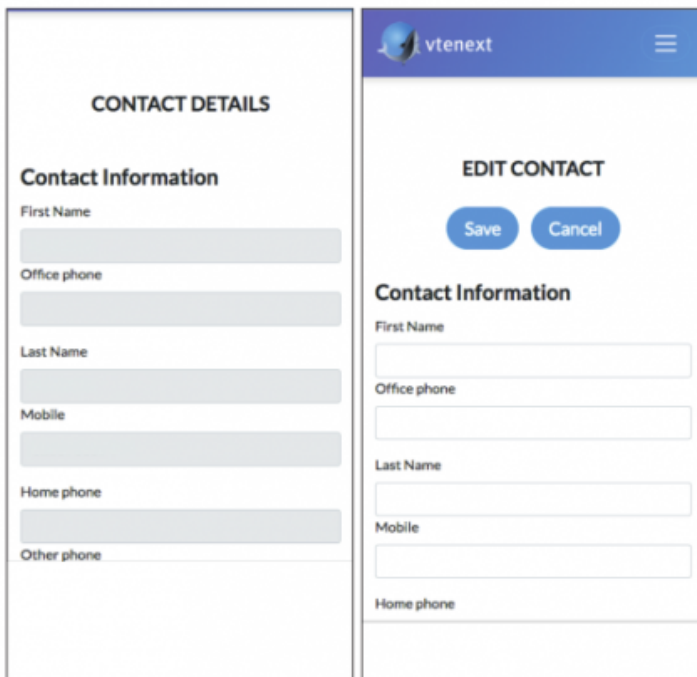 CONTACT DETAILS
Contact Information
First Name
Office phone
Last Name
Mobile
Home phone
Other phone
vtenext
EDIT CONTACT
Save Cancel
Contact Information
First Name
Office phone
Last Name
Mobile
Home phone